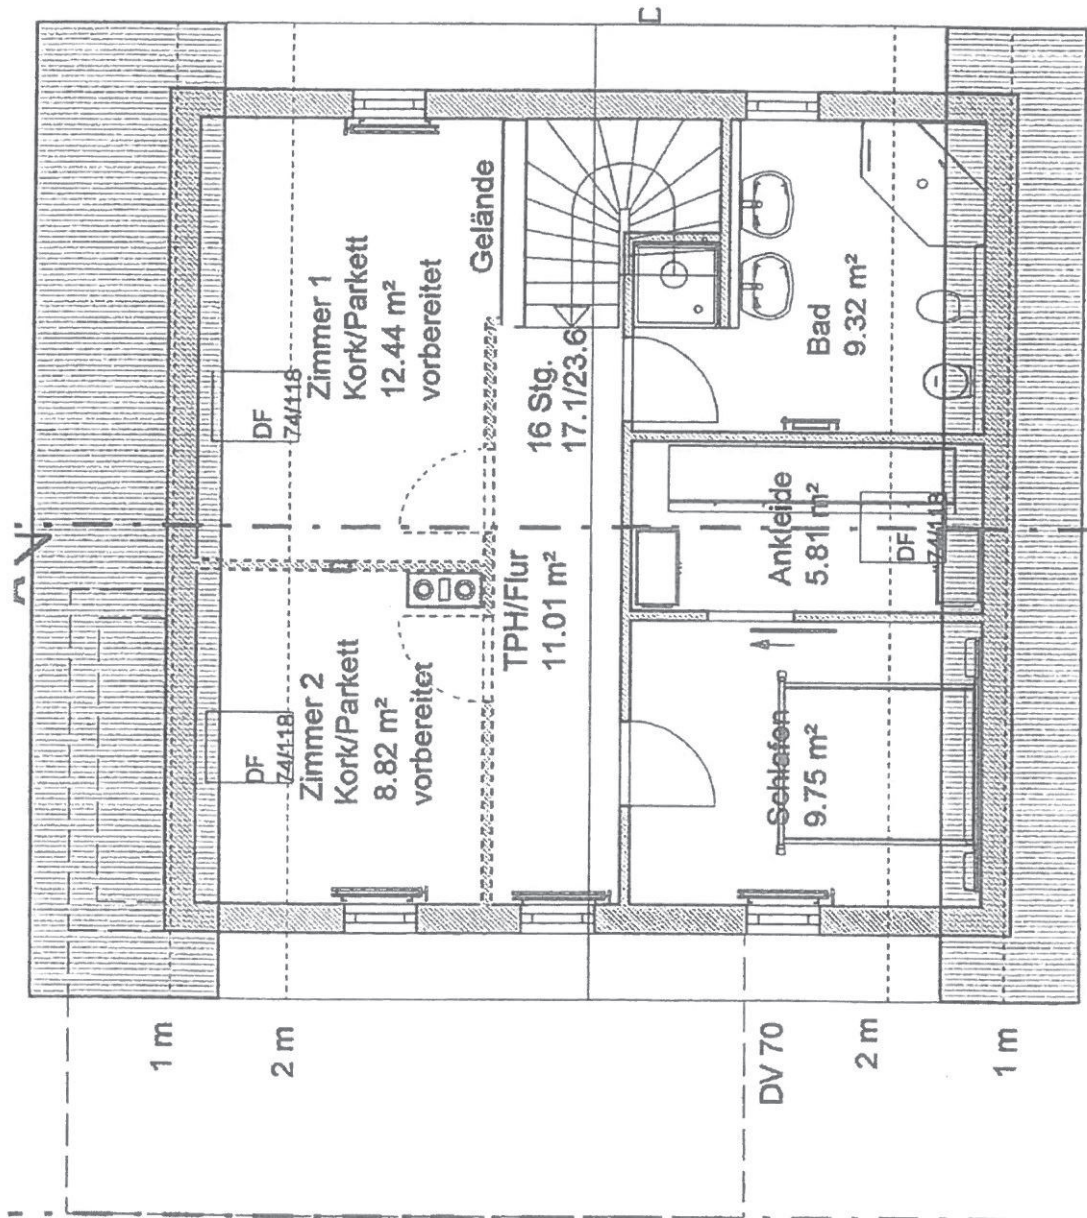 Zimmer 2
Kork/Parkett
8.82 m²
vorbereitet
DF
74/118
Zimmer 1
Kork/Parkett
12.44 m²
vorbereitet
DF
74/118
Gelände
TPH/Flur
11.01 m²
16 Stg.
17.1/23.6
Schlafen
9.75 m²
Ankleide
5.81 m²
DF
74/118
Bad
9.32 m²
1 m
2 m
DV 70
2 m
1 m